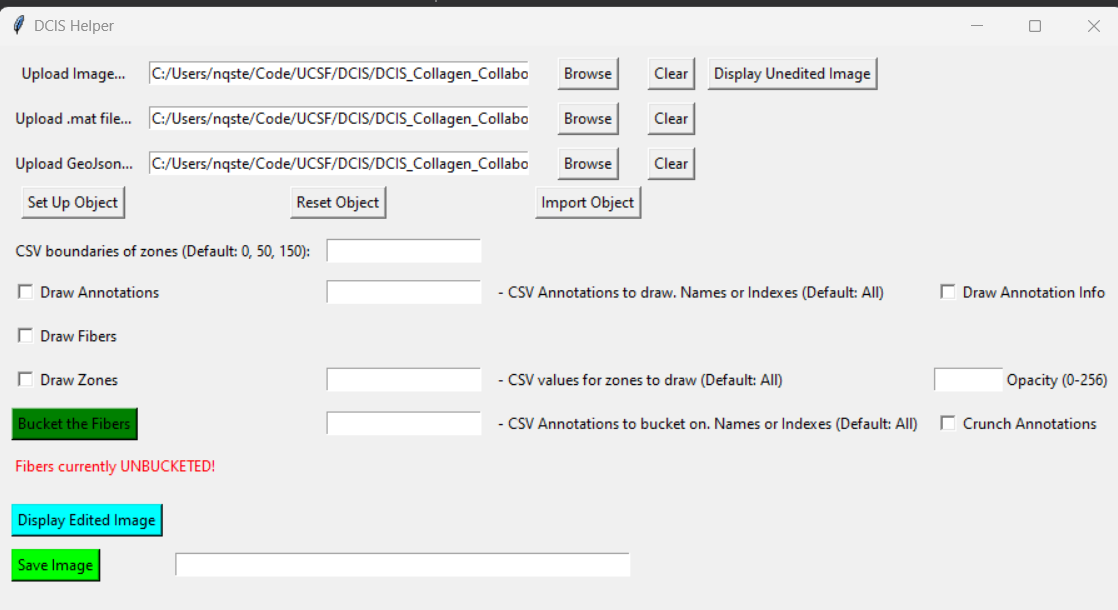 DCIS Helper
Upload Image... C:/Users/nqste/Code/UCSF/DCIS/DCIS_Collagen_Collabo Browse Clear Display Unedited Image
Upload .mat file... C:/Users/nqste/Code/UCSF/DCIS/DCIS_Collagen_Collabo Browse Clear
Upload GeoJson... C:/Users/nqste/Code/UCSF/DCIS/DCIS_Collagen_Collabo Browse Clear
Set Up Object Reset Object Import Object
CSV boundaries of zones (Default: 0, 50, 150):
Draw Annotations - CSV Annotations to draw. Names or Indexes (Default: All) Draw Annotation Info
Draw Fibers
Draw Zones - CSV values for zones to draw (Default: All) Opacity (0-256)
Bucket the Fibers - CSV Annotations to bucket on. Names or Indexes (Default: All) Crunch Annotations
Fibers currently UNBUCKETED!
Display Edited Image
Save Image